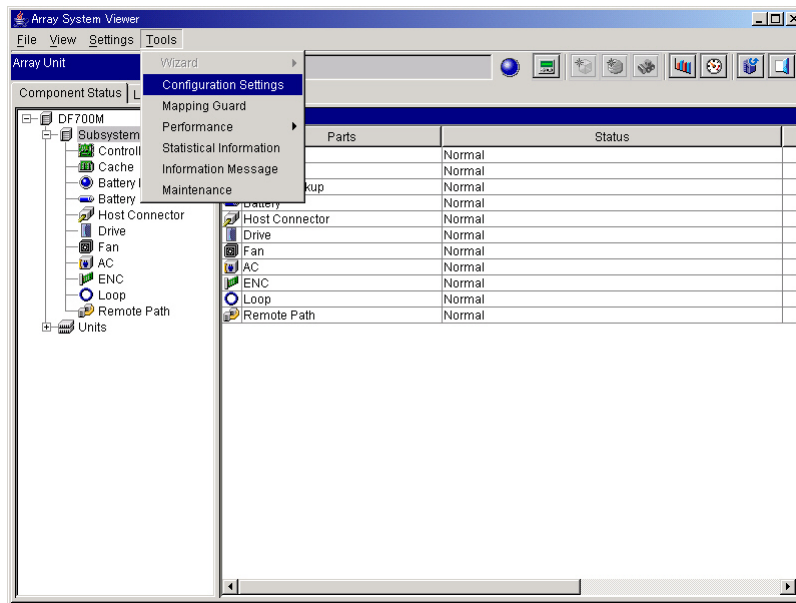 Array System Viewer
File View Settings Tools
Array Unit
Wizard
Configuration Settings
Mapping Guard
Performance
Statistical Information
Information Message
Maintenance
Component Status
DF700M
Subsystem
Controll
Cache
Battery
Battery
Host Connector
Drive
Fan
AC
ENC
Loop
Remote Path
Units
Parts Status
Normal
Normal
kup Normal
Battery Normal
Host Connector Normal
Drive Normal
Fan Normal
AC Normal
ENC Normal
Loop Normal
Remote Path Normal